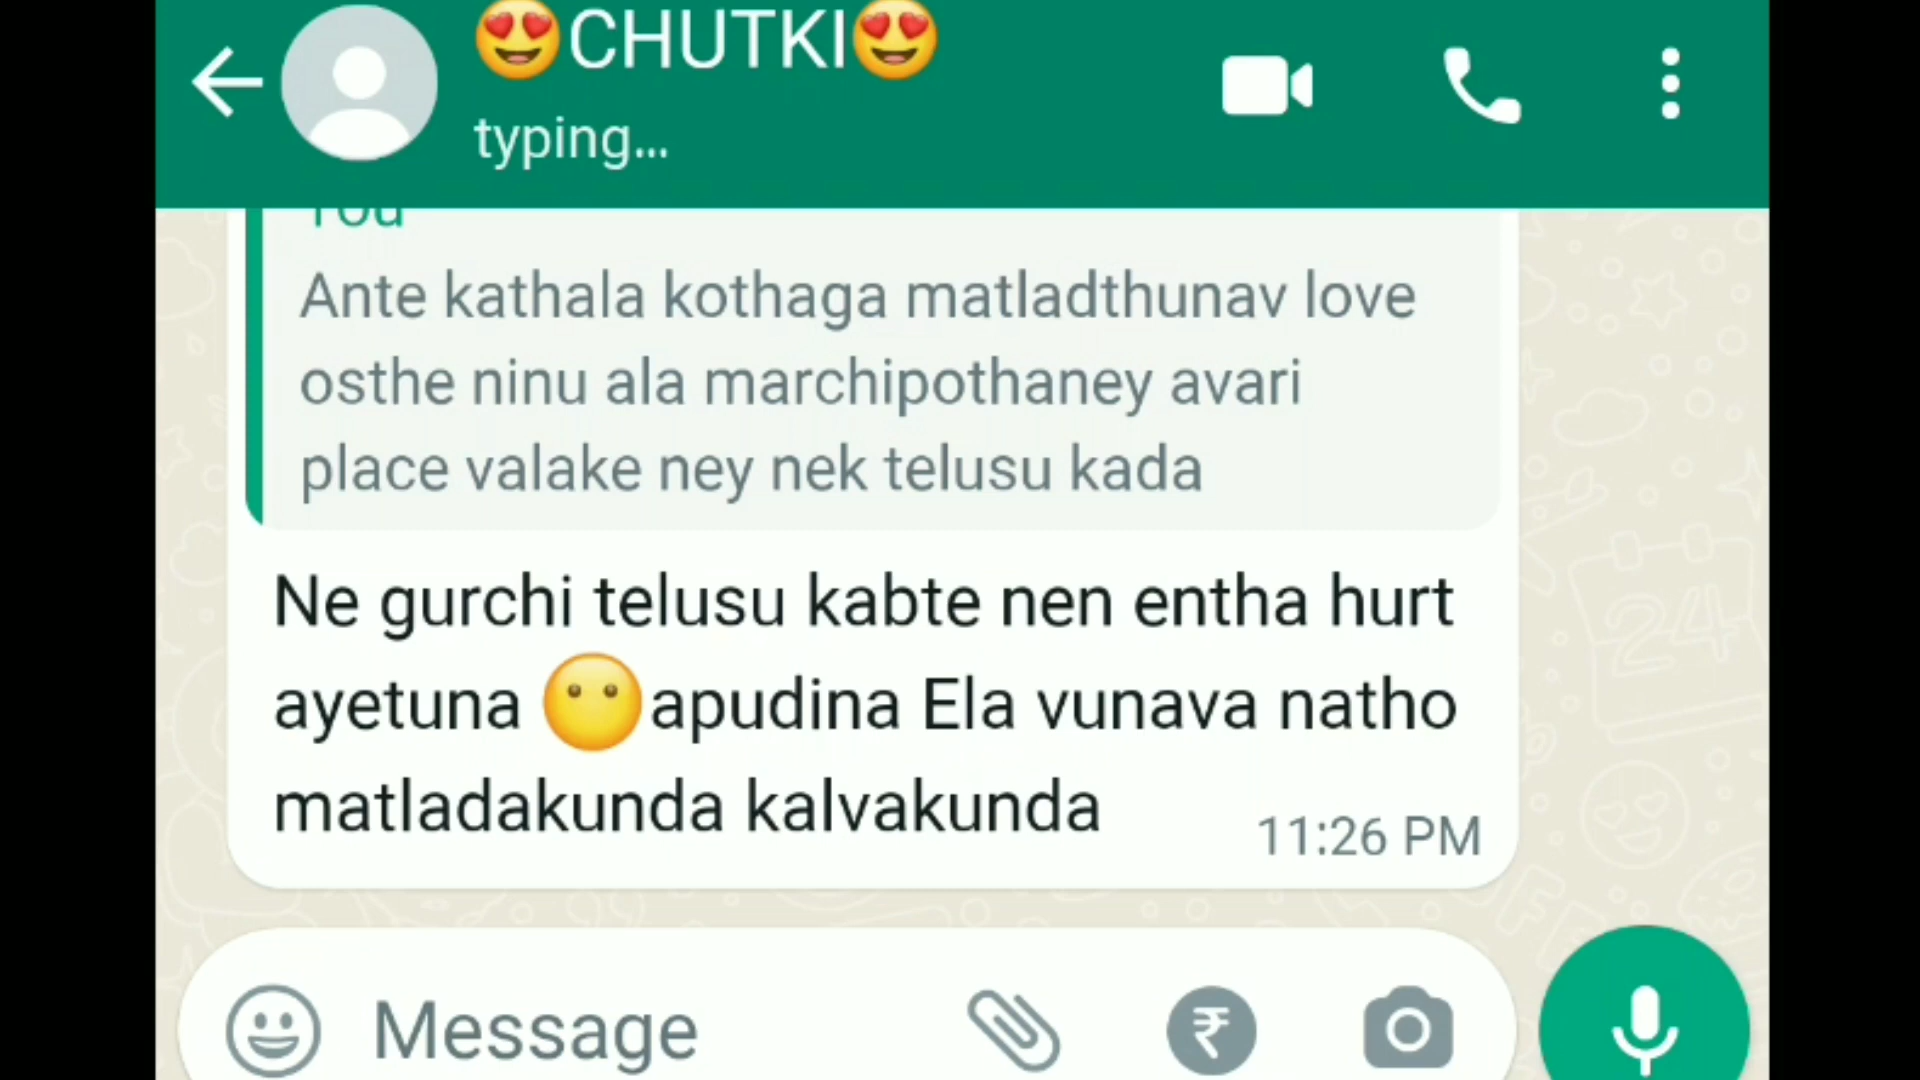 😍CHUTKI😍
typing...
You
Ante kathala kothaga matladthunav love
osthe ninu ala marchipothaney avari
place valake ney nek telusu kada
Ne gurchi telusu kabte nen entha hurt
ayetuna 😶apudina Ela vunava natho
matladakunda kalvakunda
11:26 PM
Message